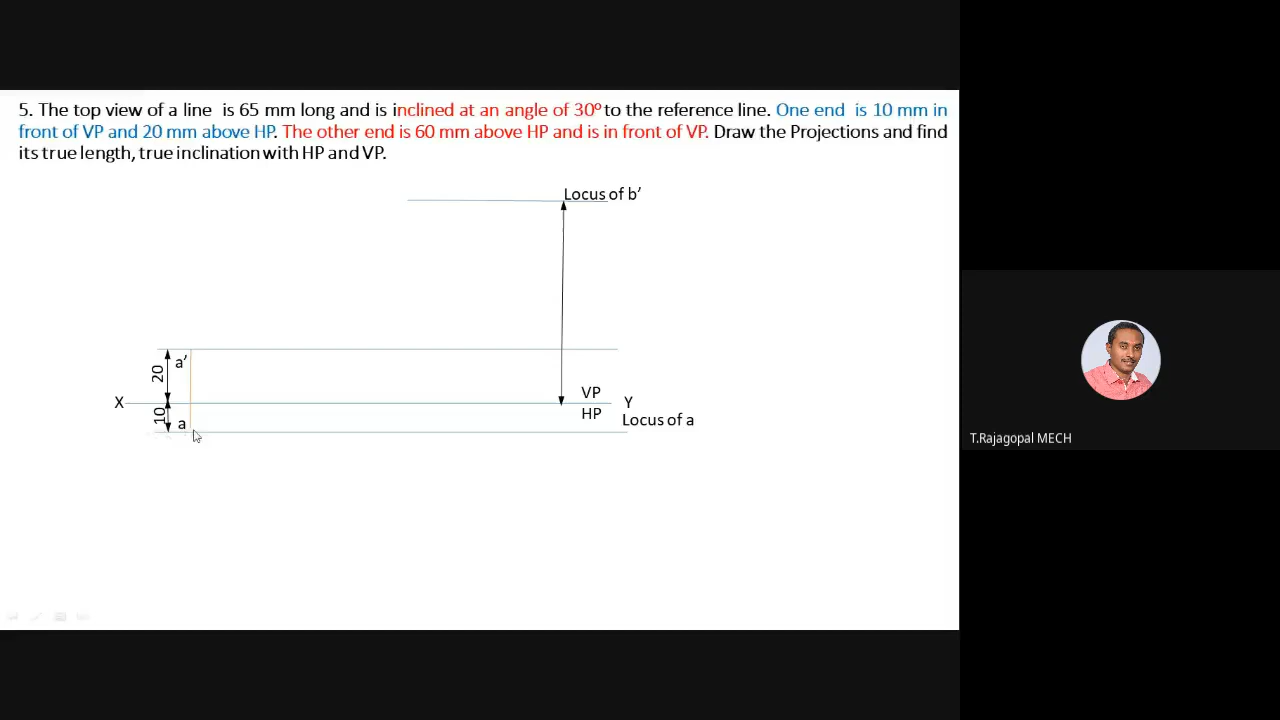 5. The top view of a line is 65 mm long and is inclined at an angle of 30º to the reference line. One end is 10 mm in
front of VP and 20 mm above HP. The other end is 60 mm above HP and is in front of VP. Draw the Projections and find
its true length, true inclination with HP and VP.
Locus of b’
20
a’
X
VP
Y
10
a
HP
Locus of a
T.Rajagopal MECH